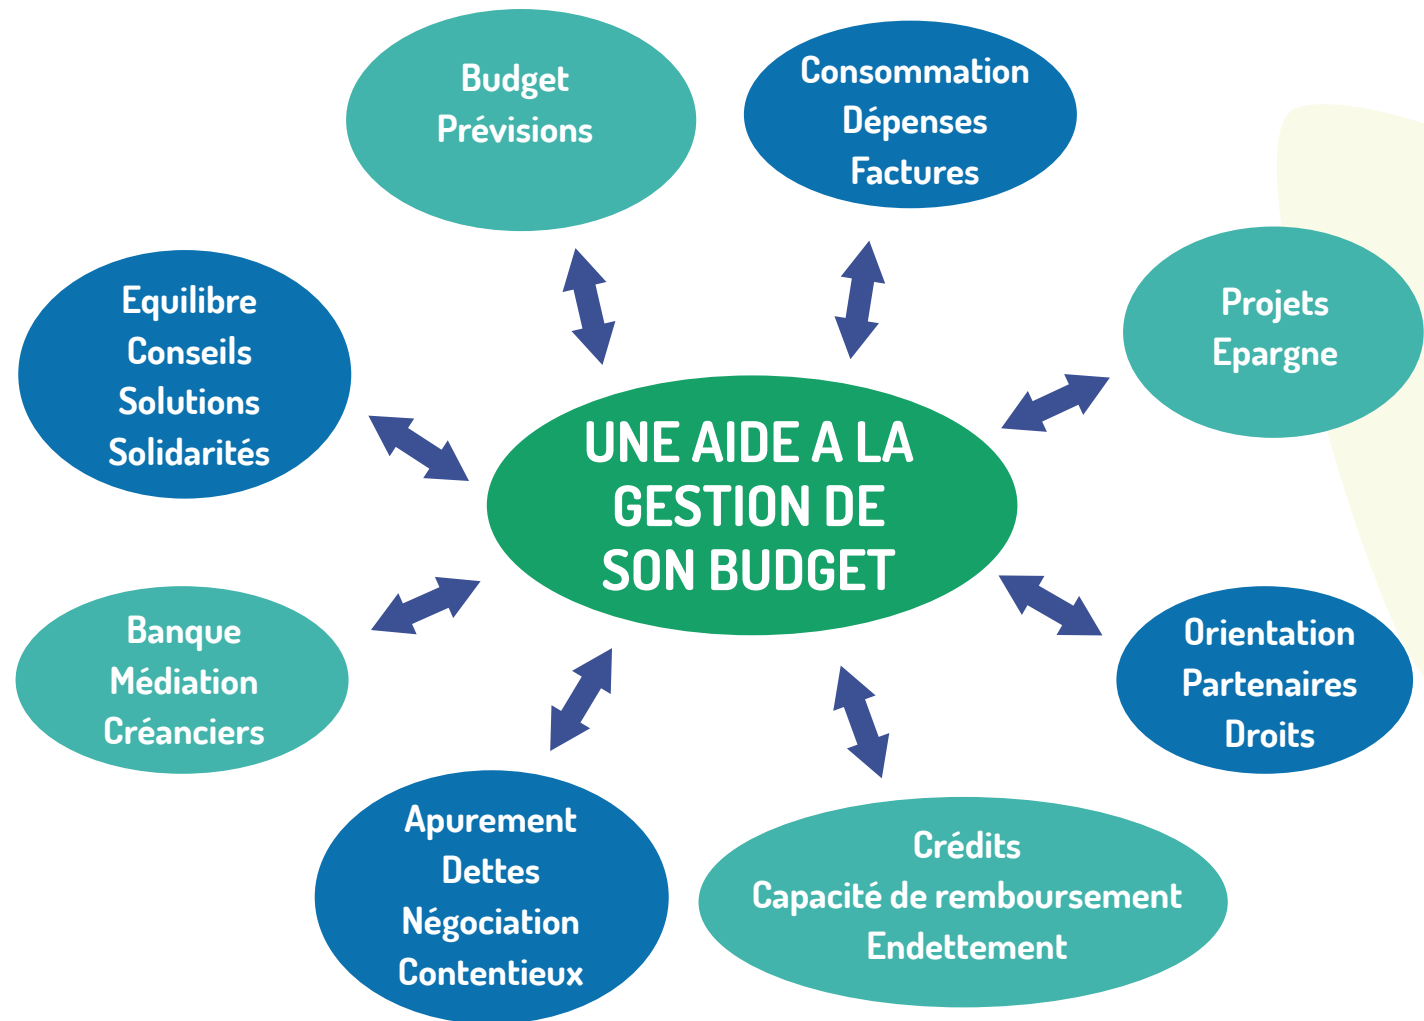 Budget
Prévisions
Consommation
Dépenses
Factures
Projets
Epargne
Equilibre
Conseils
Solutions
Solidarités
UNE AIDE A LA
GESTION DE
SON BUDGET
Orientation
Partenaires
Droits
Banque
Médiation
Créanciers
Apurement
Dettes
Négociation
Contentieux
Crédits
Capacité de remboursement
Endettement